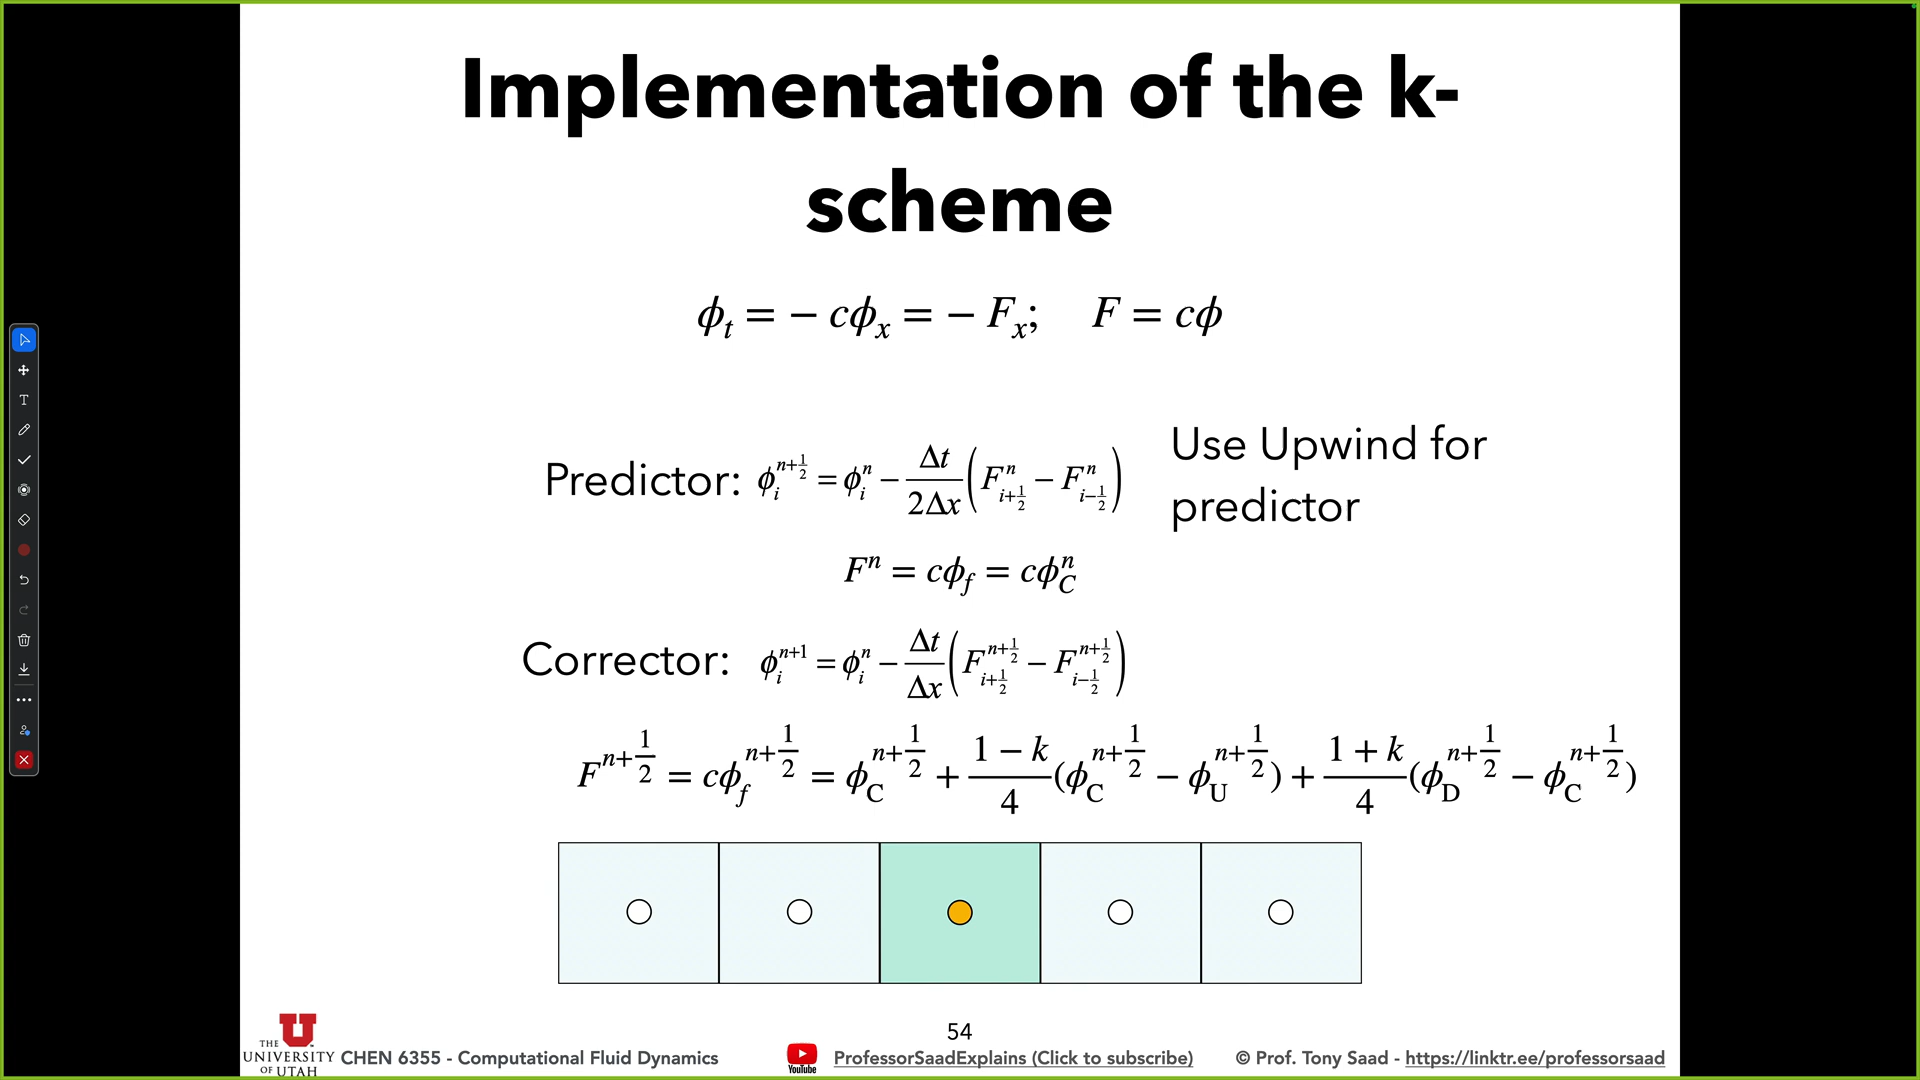 Implementation of the k-
scheme
ϕ_t = − cϕ_x = − F_x;    F = cϕ
Predictor: ϕ_i^{n+1/2} = ϕ_i^n − Δt/2Δx (F_{i+1/2}^n − F_{i−1/2}^n)
Use Upwind for
predictor
F^n = cϕ_f = cϕ_C^n
Corrector: ϕ_i^{n+1} = ϕ_i^n − Δt/Δx (F_{i+1/2}^{n+1/2} − F_{i−1/2}^{n+1/2})
F^{n+1/2} = cϕ_f^{n+1/2} = ϕ_C^{n+1/2} + (1 − k)/4 (ϕ_C^{n+1/2} − ϕ_U^{n+1/2}) + (1 + k)/4 (ϕ_D^{n+1/2} − ϕ_C^{n+1/2})
54
THE
UNIVERSITY
OF UTAH
CHEN 6355 - Computational Fluid Dynamics
YouTube
ProfessorSaadExplains (Click to subscribe)
© Prof. Tony Saad - https://linktr.ee/professorsaad